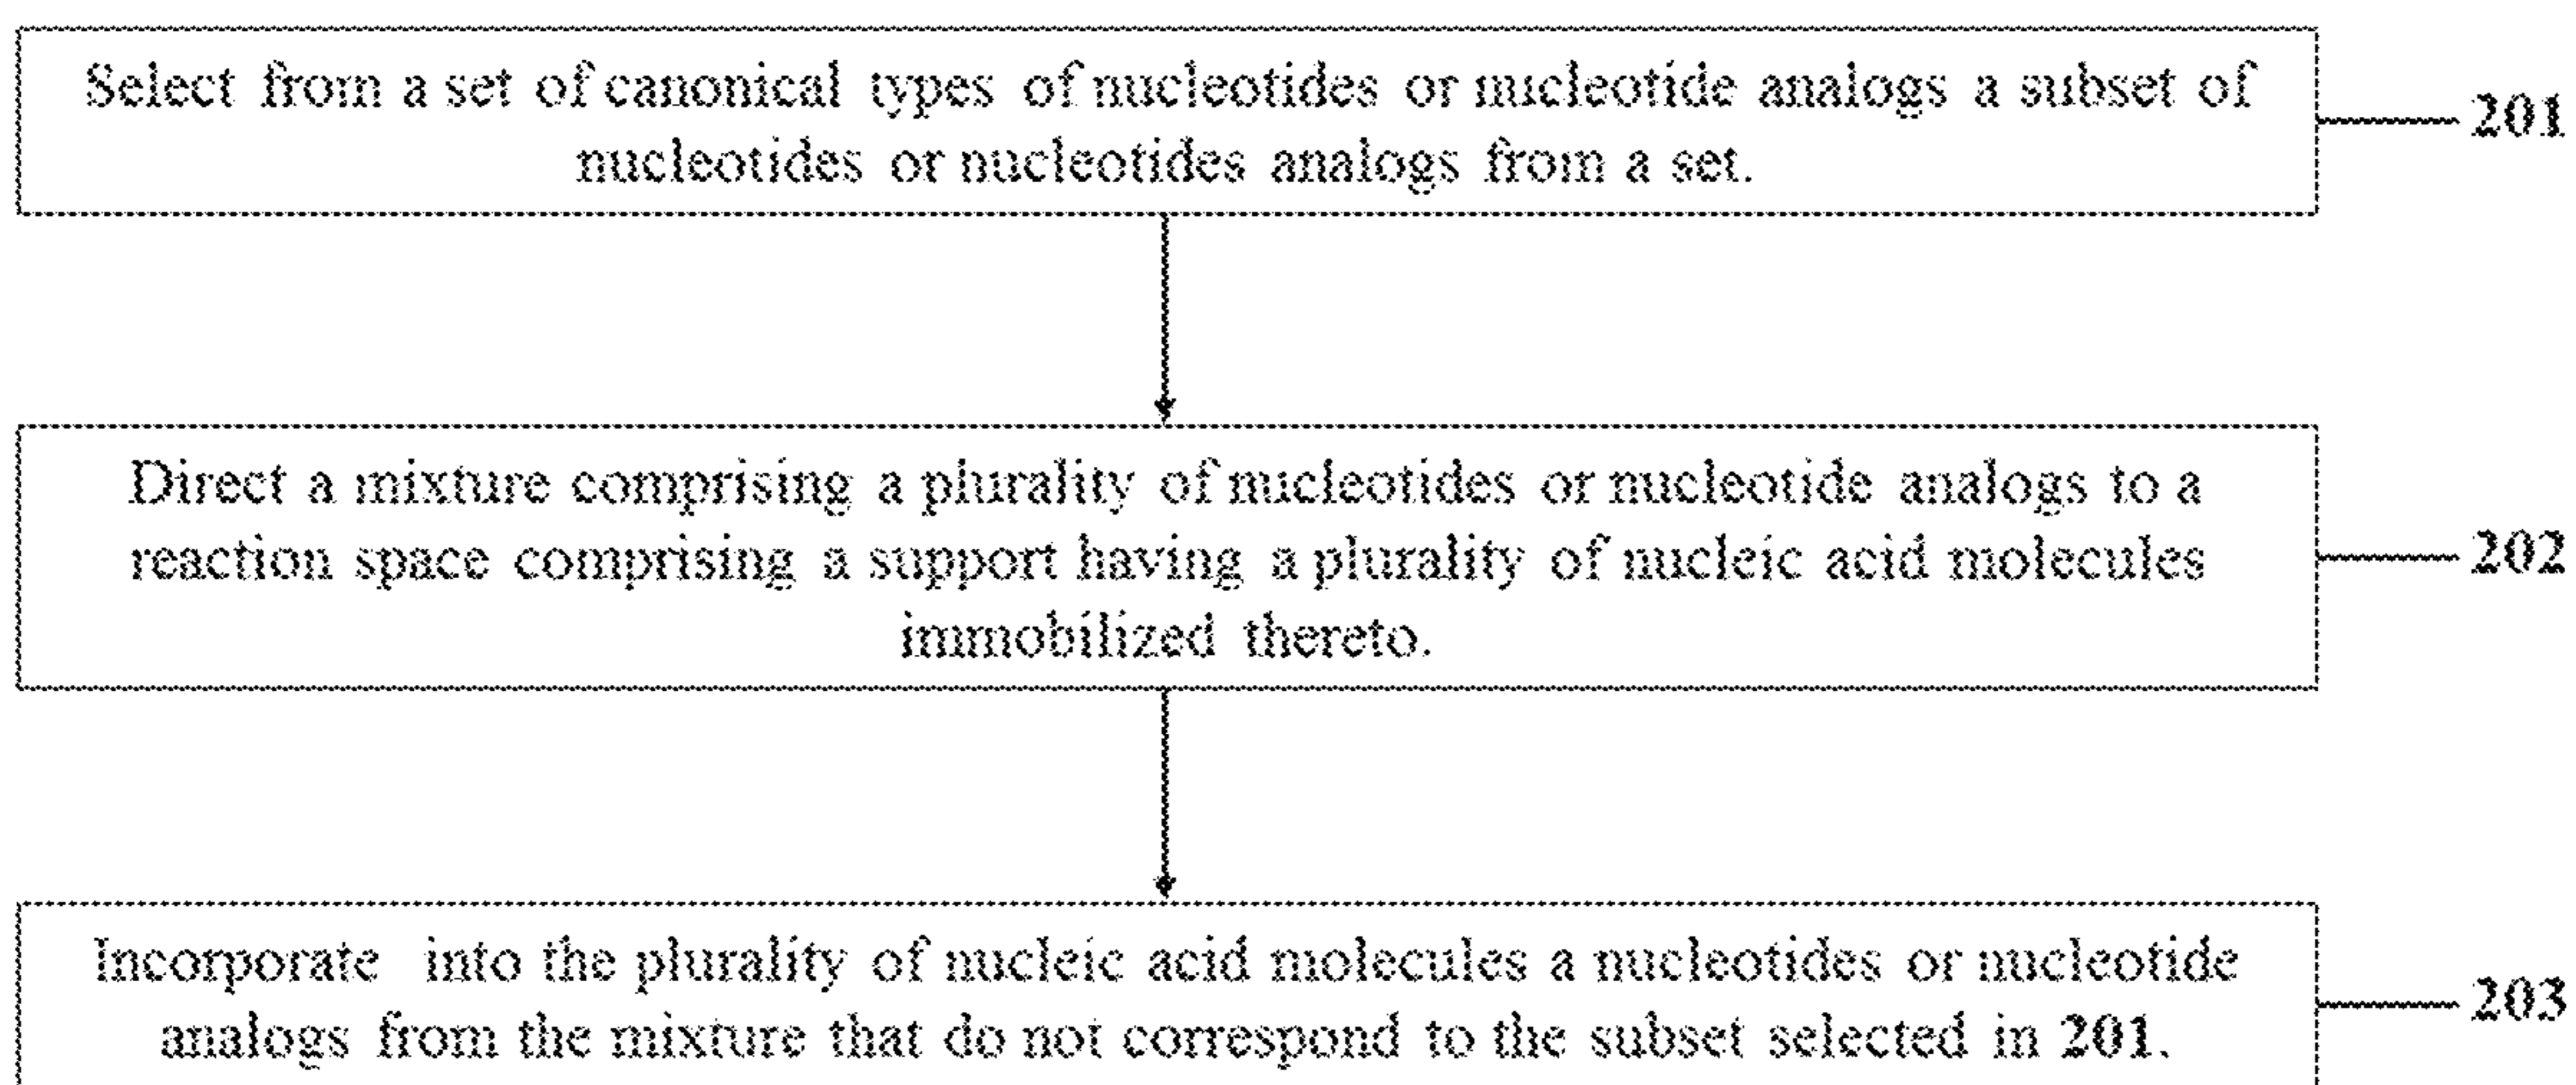 Select from a set of canonical types of nucleotides or nucleotide analogs a subset of
nucleotides or nucleotides analogs from a set.
201
Direct a mixture comprising a plurality of nucleotides or nucleotide analogs to a
reaction space comprising a support having a plurality of nucleic acid molecules
immobilized thereto.
202
Incorporate into the plurality of nucleic acid molecules a nucleotides or nucleotide
analogs from the mixture that do not correspond to the subset selected in 201.
203